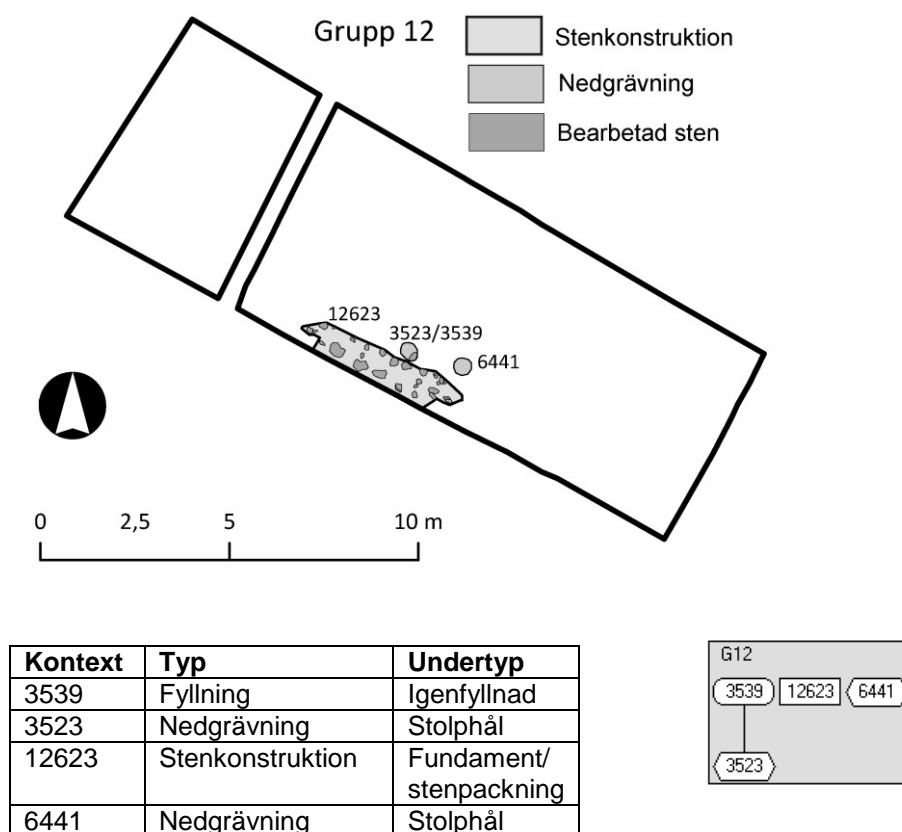 Grupp 12
Stenkonstruktion
Nedgrävning
Bearbetad sten
12623
3523/3539
6441
0 2,5 5 10 m
Kontext Typ Undertyp
3539 Fyllning Igenfyllnad
3523 Nedgrävning Stolphål
12623 Stenkonstruktion Fundament/
stenpackning
6441 Nedgrävning Stolphål
G12
3539 12623 6441
3523